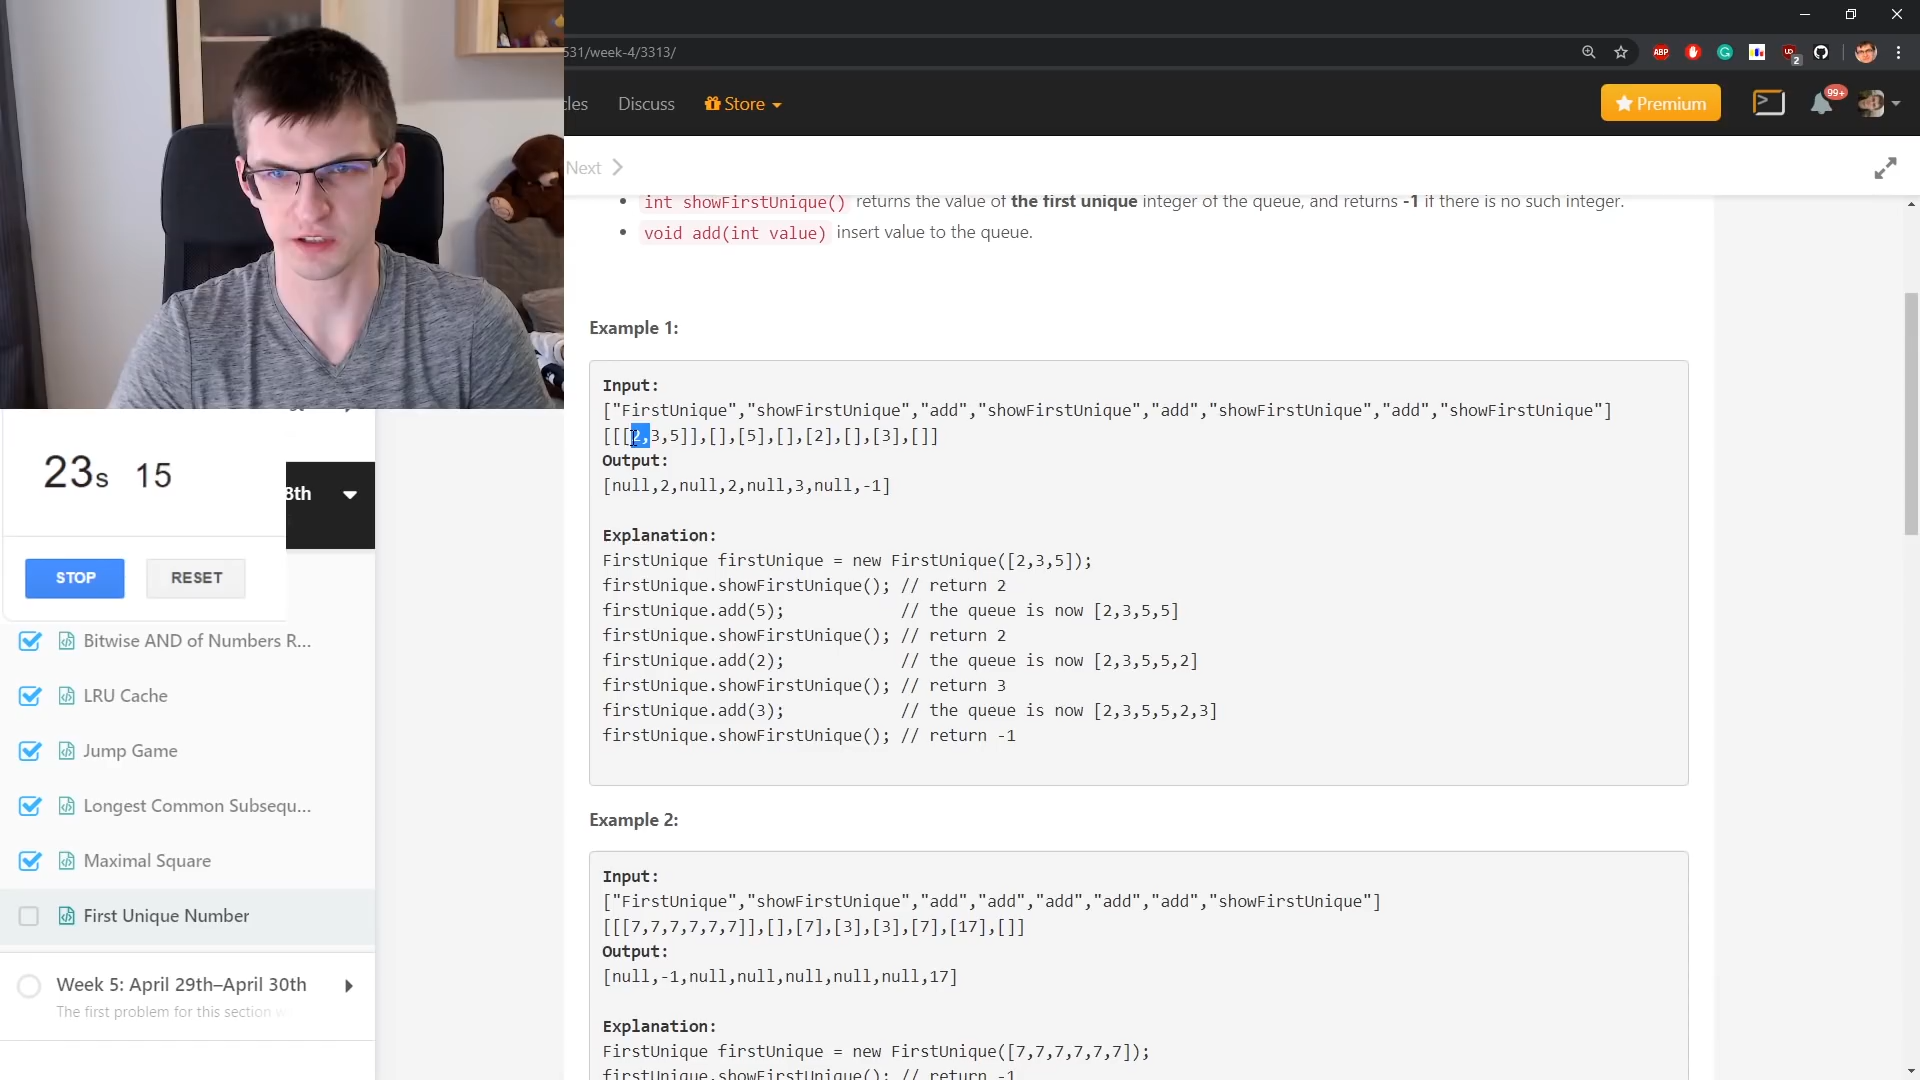 531/week-4/3313/
ABP
2
cles
Discuss
Store
Premium
99+
Next
int showFirstUnique() returns the value of the first unique integer of the queue, and returns -1 if there is no such integer.
void add(int value) insert value to the queue.
Example 1:
Input:
["FirstUnique","showFirstUnique","add","showFirstUnique","add","showFirstUnique","add","showFirstUnique"]
[[[2,3,5]],[],[5],[],[2],[],[3],[]]
Output:
[null,2,null,2,null,3,null,-1]
Explanation:
FirstUnique firstUnique = new FirstUnique([2,3,5]);
firstUnique.showFirstUnique(); // return 2
firstUnique.add(5);            // the queue is now [2,3,5,5]
firstUnique.showFirstUnique(); // return 2
firstUnique.add(2);            // the queue is now [2,3,5,5,2]
firstUnique.showFirstUnique(); // return 3
firstUnique.add(3);            // the queue is now [2,3,5,5,2,3]
firstUnique.showFirstUnique(); // return -1
Example 2:
Input:
["FirstUnique","showFirstUnique","add","add","add","add","add","showFirstUnique"]
[[[7,7,7,7,7,7]],[],[7],[3],[3],[7],[17],[]]
Output:
[null,-1,null,null,null,null,null,17]
Explanation:
FirstUnique firstUnique = new FirstUnique([7,7,7,7,7,7]);
firstUnique.showFirstUnique(); // return -1
23s 15
8th
STOP
RESET
Bitwise AND of Numbers R...
LRU Cache
Jump Game
Longest Common Subsequ...
Maximal Square
First Unique Number
Week 5: April 29th–April 30th
The first problem for this section w